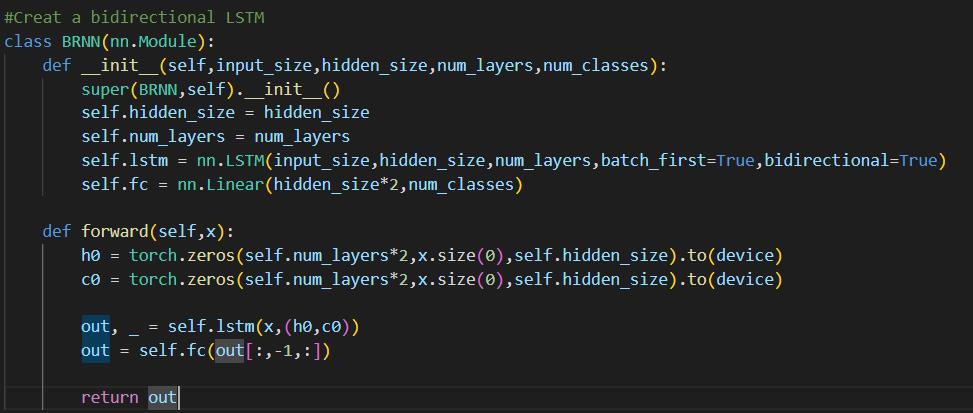 #Creat a bidirectional LSTM
class BRNN(nn.Module):
    def __init__(self,input_size,hidden_size,num_layers,num_classes):
        super(BRNN,self).__init__()
        self.hidden_size = hidden_size
        self.num_layers = num_layers
        self.lstm = nn.LSTM(input_size,hidden_size,num_layers,batch_first=True,bidirectional=True)
        self.fc = nn.Linear(hidden_size*2,num_classes)

    def forward(self,x):
        h0 = torch.zeros(self.num_layers*2,x.size(0),self.hidden_size).to(device)
        c0 = torch.zeros(self.num_layers*2,x.size(0),self.hidden_size).to(device)

        out, _ = self.lstm(x,(h0,c0))
        out = self.fc(out[:,-1,:])

        return out